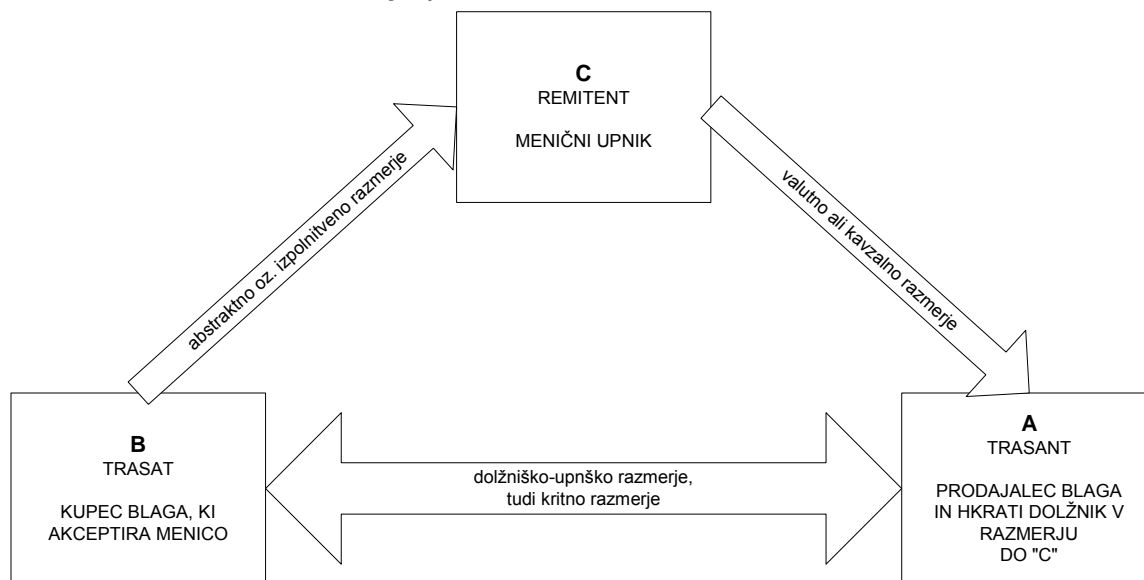 C
REMITENT
MENIČNI UPNIK
abstraktno oz. izpolnitveno razmerje
valutno ali kavzalno razmerje
B
TRASAT
KUPEC BLAGA, KI
AKCEPTIRA MENICO
dolžniško-upnško razmerje,
tudi kritno razmerje
A
TRASANT
PRODAJALEC BLAGA
IN HKRATI DOLŽNIK V
RAZMERJU
DO "C"